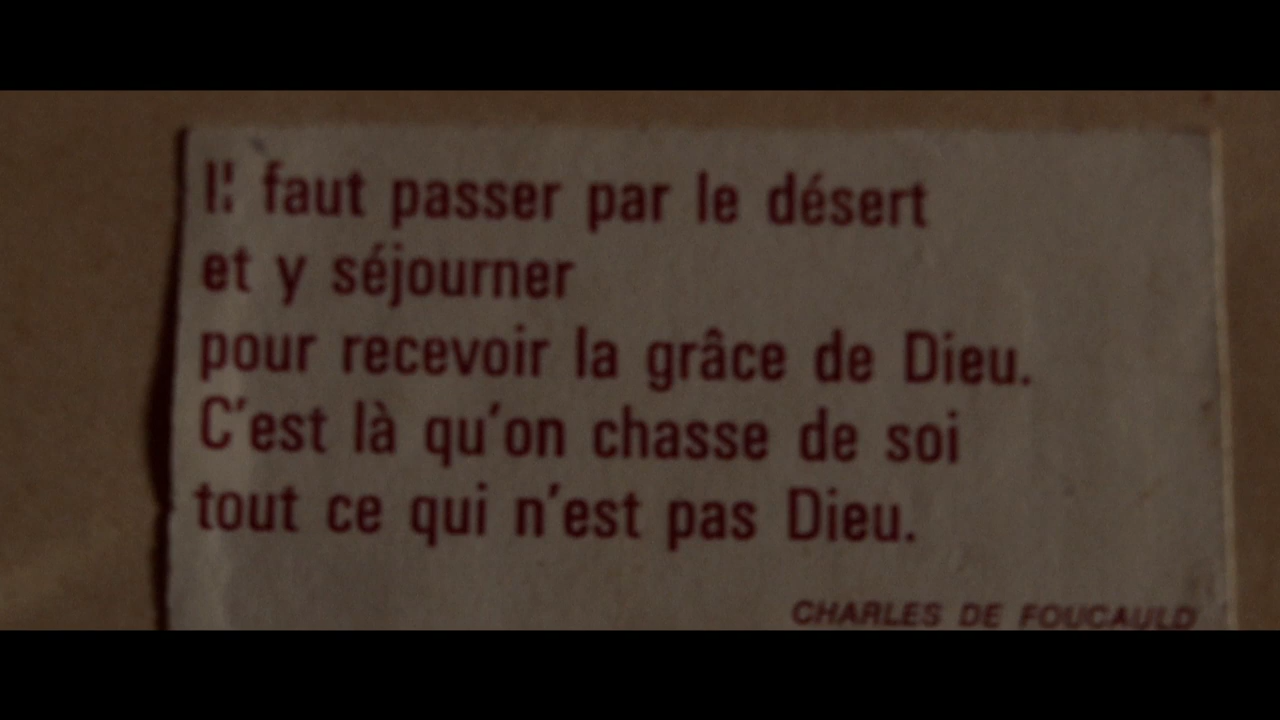 Il faut passer par le désert
et y séjourner
pour recevoir la grâce de Dieu.
C'est là qu'on chasse de soi
tout ce qui n'est pas Dieu.
CHARLES DE FOUCAULD